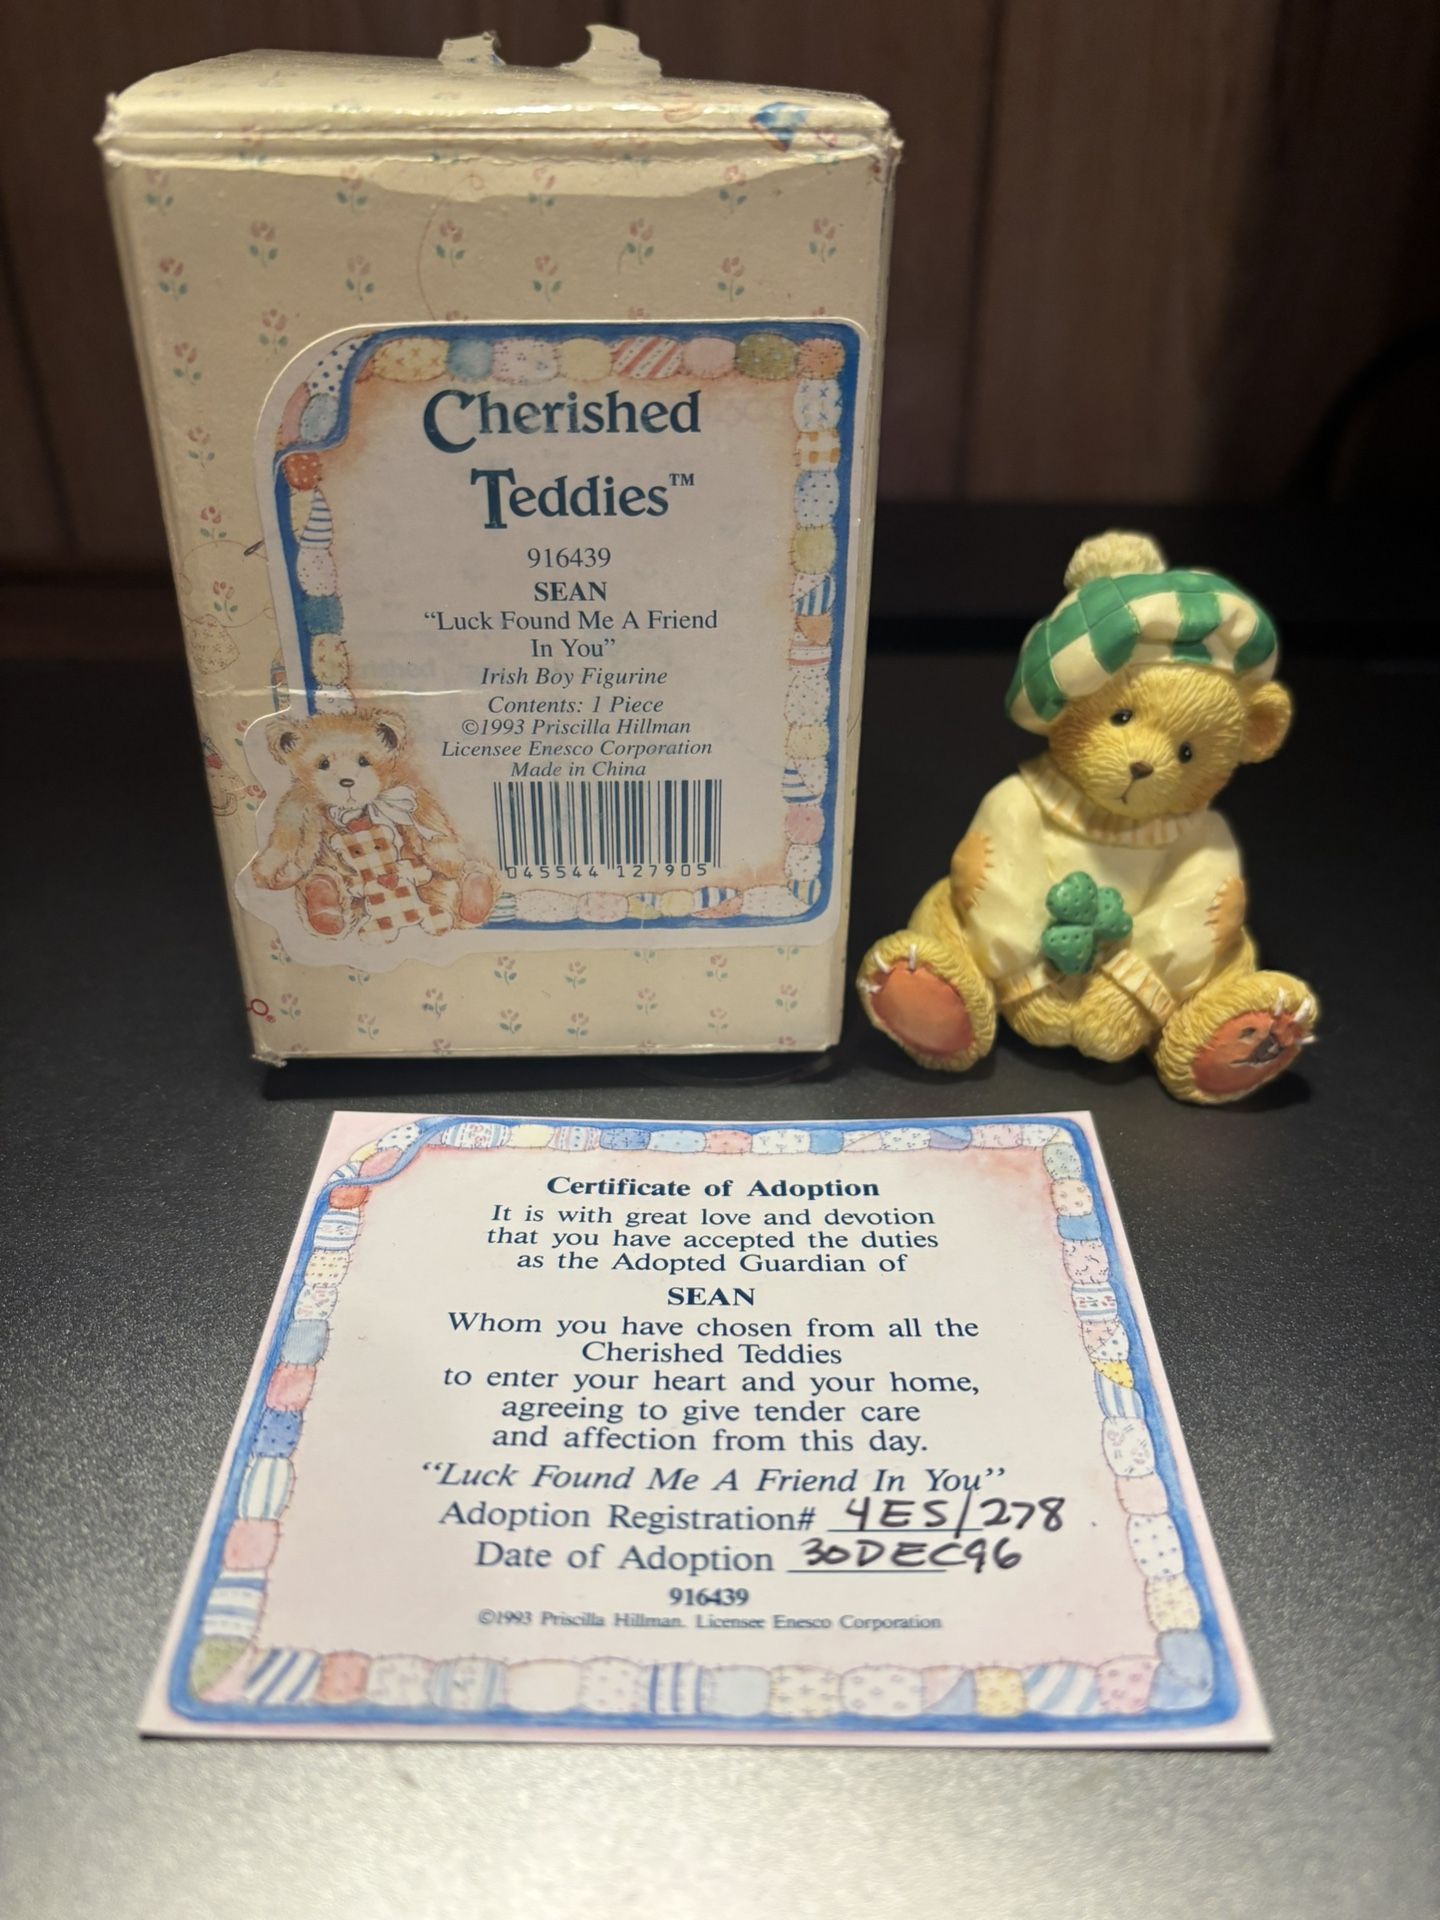 Cherished
Teddies™
916439
SEAN
“Luck Found Me A Friend
In You”
Irish Boy Figurine
Contents: 1 Piece
©1993 Priscilla Hillman
Licensee Enesco Corporation
Made in China
045544 127905
Certificate of Adoption
It is with great love and devotion
that you have accepted the duties
as the Adopted Guardian of
SEAN
Whom you have chosen from all the
Cherished Teddies
to enter your heart and your home,
agreeing to give tender care
and affection from this day.
“Luck Found Me A Friend In You”
Adoption Registration# 4E5/278
Date of Adoption 30DEC96
916439
©1993 Priscilla Hillman. Licensee Enesco Corporation